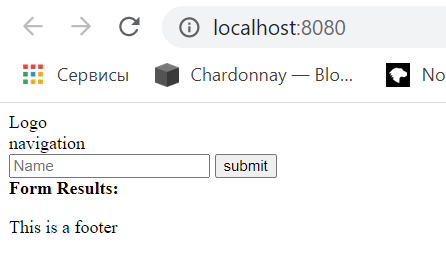 localhost:8080
Сервисы Chardonnay — Blo... No
Logo
navigation
Name submit
Form Results:
This is a footer